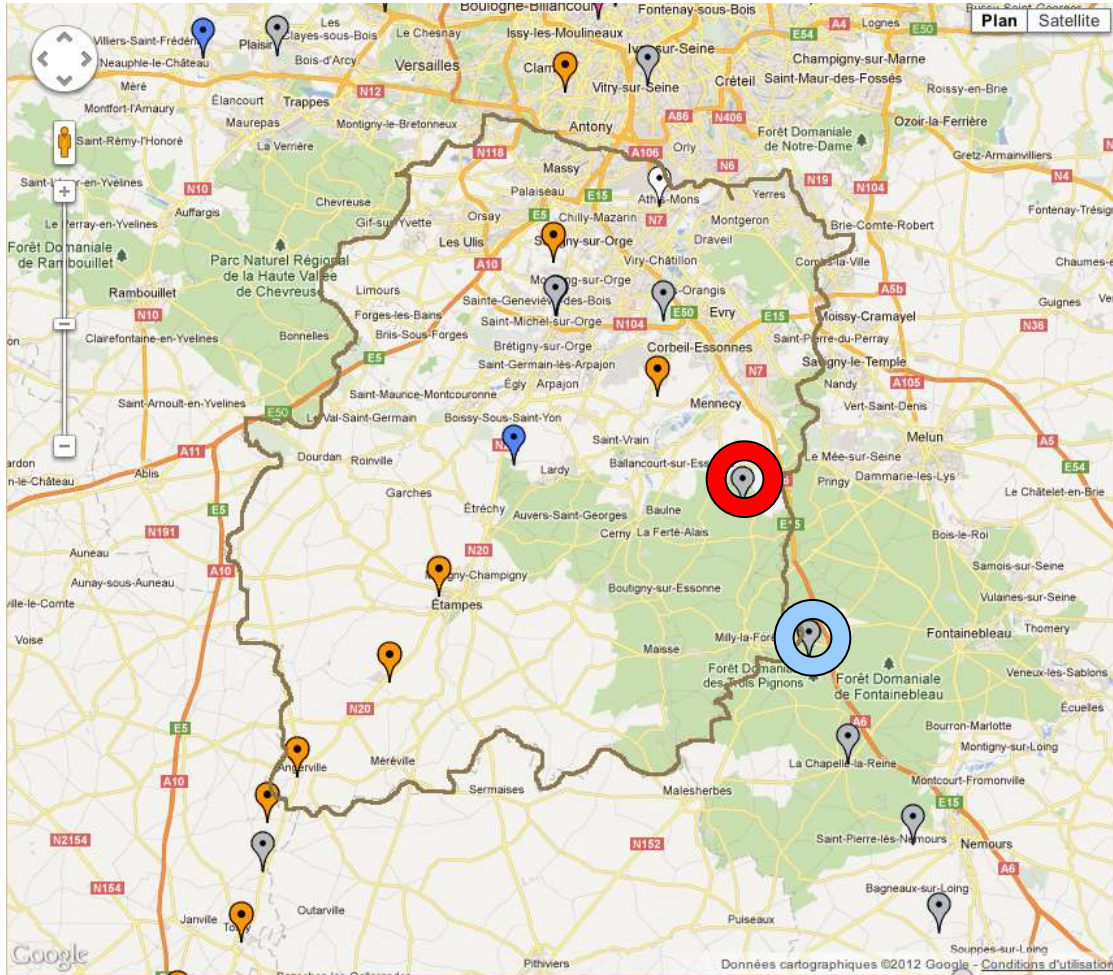 Boulogne-Billancourt
Fontenay-sous-Bois
Plan
Satellite
Les
Clayes-sous-Bois
Le Chesnay
Issy-les-Moulineaux
E54
Lognes
E50
Villiers-Saint-Frédéric
Plaisir
Ivry-sur-Seine
Champigny-sur-Marne
Neauphle-le-Château
Bois-d'Arcy
Versailles
Clamart
Créteil
Saint-Maur-des-Fossés
Méré
N12
Vitry-sur-Seine
Roissy-en-Brie
Montfort-l'Amaury
Élancourt
Trappes
A86
N406
Ozoir-la-Ferrière
Maurepas
Montigny-le-Bretonneux
Antony
Forêt Domaniale
de Notre-Dame
Saint-Rémy-l'Honoré
La Verrière
N118
A106
Orly
N6
Gretz-Armainvilliers
Massy
N19
N4
N10
Chevreuse
Palaiseau
E15
Athis-Mons
Yerres
N104
Auffargis
Gif-sur-Yvette
Orsay
E5
Chilly-Mazarin
N7
Montgeron
Brie-Comte-Robert
Le Perray-en-Yvelines
Les Ulis
Savigny-sur-Orge
Draveil
Forêt Domaniale
de Rambouillet
Parc Naturel Régional
de la Haute Vallée
de Chevreuse
A10
Viry-Châtillon
Combs-la-Ville
Rambouillet
Limours
Sainte-Geneviève-des-Bois
A5b
Guignes
N10
Forges-les-Bains
Saint-Michel-sur-Orge
N104
E50
Evry
E15
Moissy-Cramayel
N36
Clairefontaine-en-Yvelines
Bonnelles
Briis-Sous-Forges
Brétigny-sur-Orge
Corbeil-Essonnes
Saint-Pierre-du-Perray
E5
Saint-Germain-lès-Arpajon
N7
Savigny-le-Temple
Égly
Arpajon
Nandy
A105
Saint-Arnoult-en-Yvelines
Saint-Maurice-Montcouronne
Mennecy
Vert-Saint-Denis
E50
Le Val-Saint-Germain
Boissy-Sous-Saint-Yon
A11
Saint-Vrain
Melun
A5
Ablis
Dourdan
Roinville
Lardy
Le Mée-sur-Seine
E54
Garches
Pringy
Dammarie-les-Lys
Le Châtelet-en-Brie
E5
Étréchy
Auvers-Saint-Georges
Baulne
N191
Cerny
La Ferté-Alais
E15
Bois-le-Roi
Auneau
N20
Samois-sur-Seine
Aunay-sous-Auneau
A10
Boutigny-sur-Essonne
Vulaines-sur-Seine
Étampes
Voise
Milly-la-Forêt
Fontainebleau
Thomery
Maisse
Forêt Domaniale
des Trois Pignons
Forêt Domaniale
de Fontainebleau
Veneux-les-Sablons
Écuelles
N20
E5
A6
Bourron-Marlotte
Méréville
Angerville
La Chapelle-la-Reine
Montigny-sur-Loing
A10
Sermaises
Malesherbes
Montcourt-Fromonville
E15
N2154
N152
Saint-Pierre-lès-Nemours
Nemours
A6
N154
Bagneaux-sur-Loing
Janville
Outarville
Toury
Puiseaux
Souppes-sur-Loing
Google
Pithiviers
Données cartographiques ©2012 Google - Conditions d'utilisation